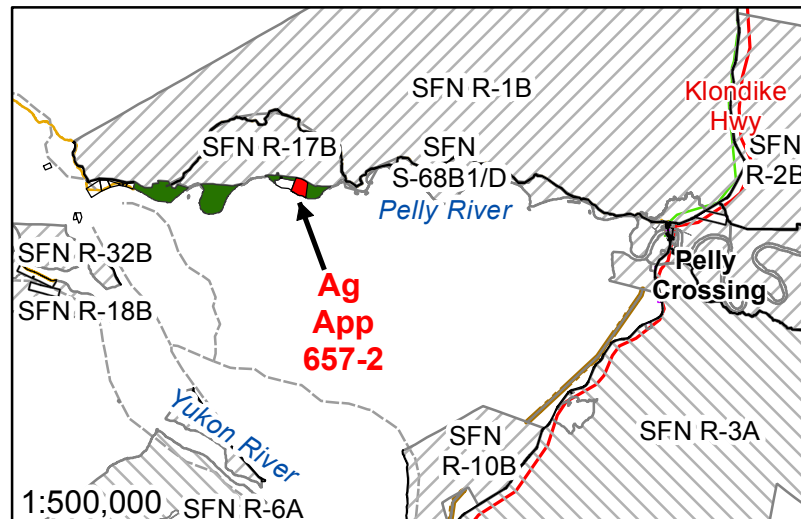 SFN R-1B
Klondike
Hwy
SFN R-17B
SFN
S-68B1/D
SFN
R-2B
Pelly River
SFN R-32B
SFN R-18B
Pelly
Crossing
Ag
App
657-2
Yukon River
SFN
R-10B
SFN R-3A
1:500,000
SFN R-6A